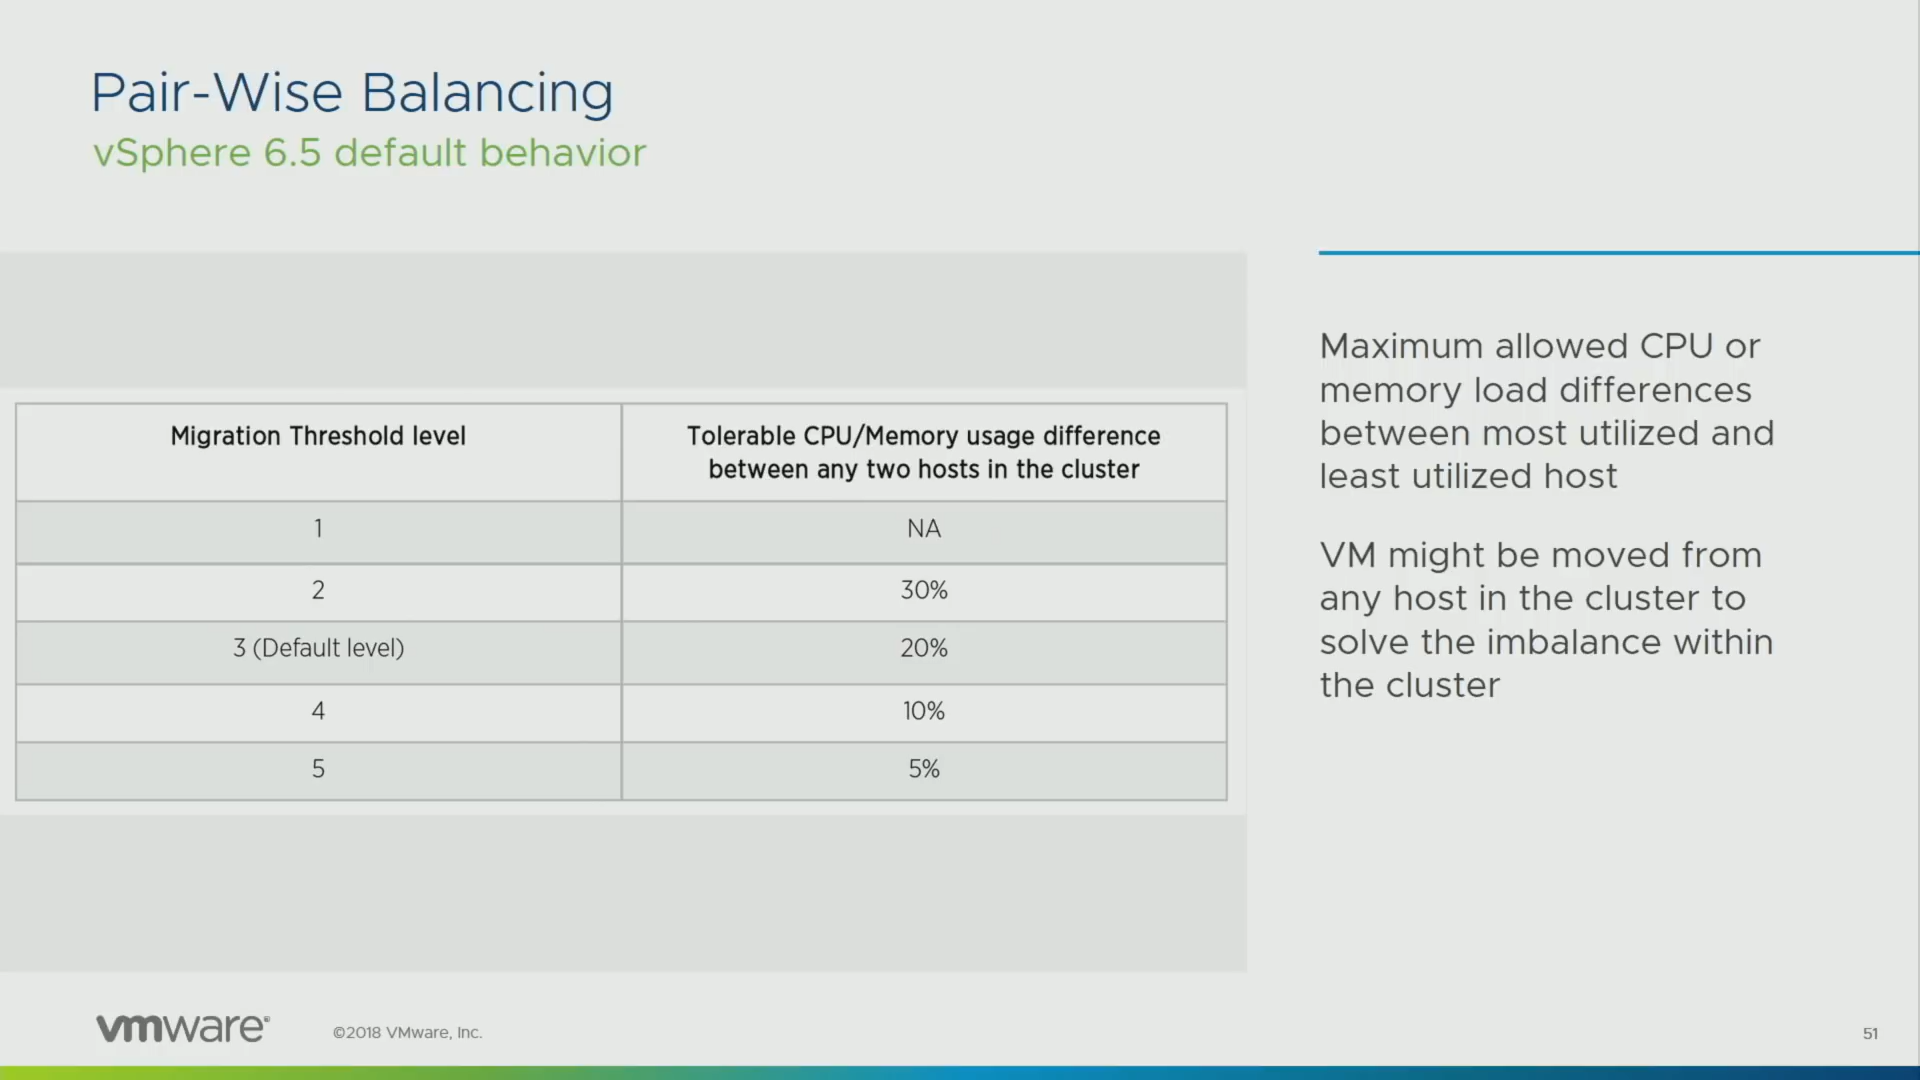 Pair-Wise Balancing
vSphere 6.5 default behavior
Migration Threshold level
Tolerable CPU/Memory usage difference
between any two hosts in the cluster
1
NA
2
30%
3 (Default level)
20%
4
10%
5
5%
Maximum allowed CPU or
memory load differences
between most utilized and
least utilized host
VM might be moved from
any host in the cluster to
solve the imbalance within
the cluster
vmware®
©2018 VMware, Inc.
51